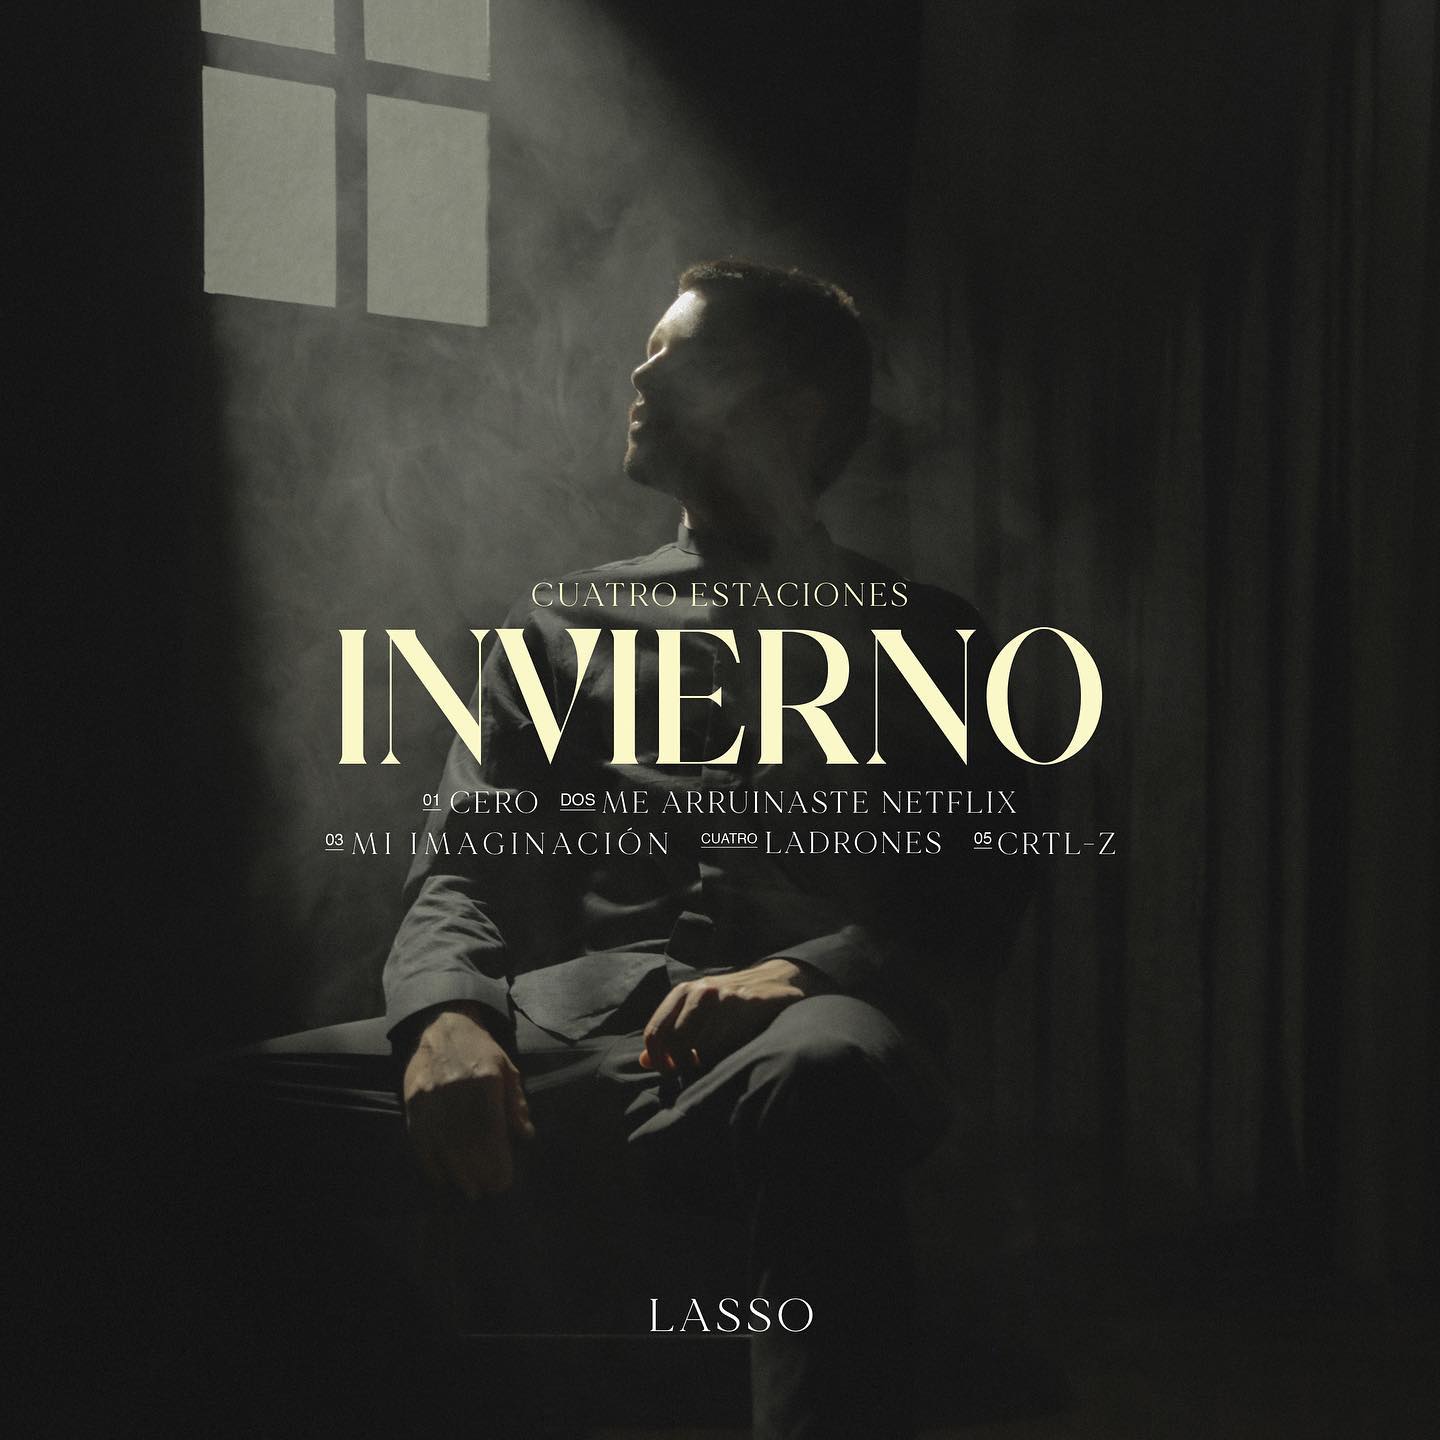 CUATRO ESTACIONES
INVIERNO
01 CERO DOS ME ARRUINASTE NETFLIX
03 MI IMAGINACIÓN CUATRO LADRONES 05 CRTL-Z
LASSO